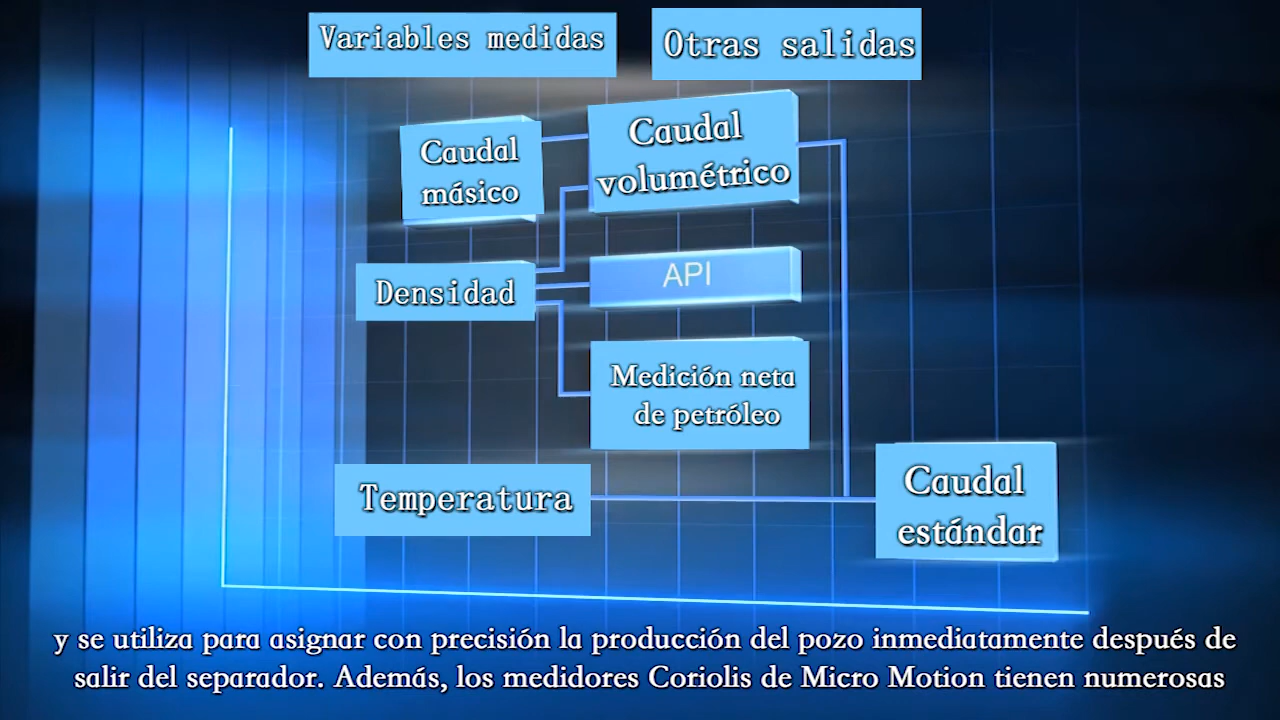 Variables medidas
Otras salidas
Caudal
másico
Caudal
volumétrico
Densidad
API
Medición neta
de petróleo
Temperatura
Caudal
estándar
y se utiliza para asignar con precisión la producción del pozo inmediatamente después de
salir del separador. Además, los medidores Coriolis de Micro Motion tienen numerosas